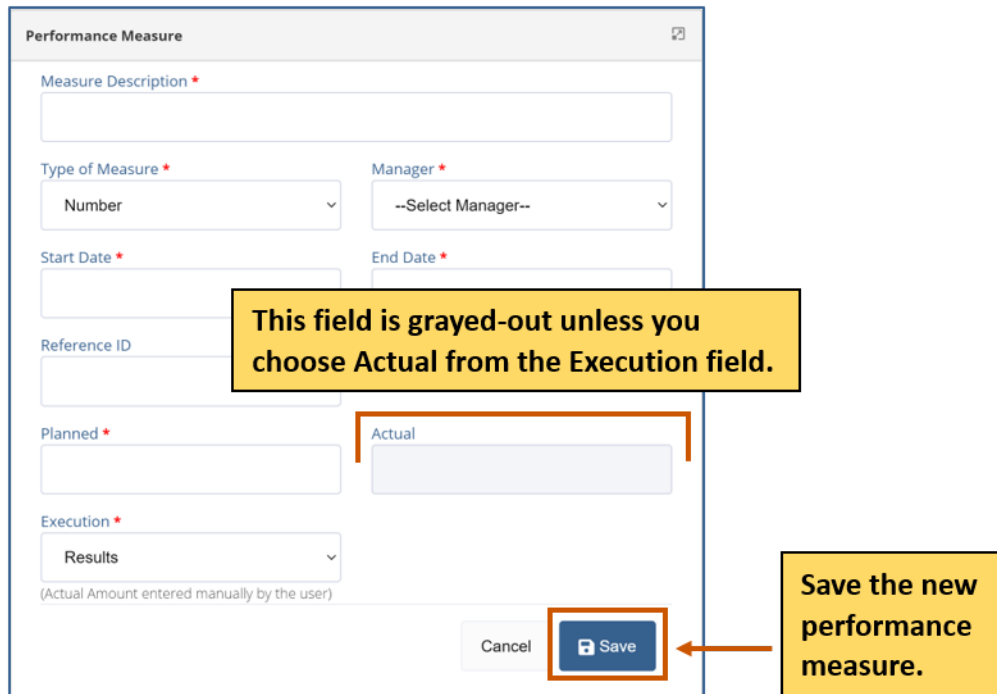 Performance Measure
Measure Description *
Type of Measure *
Manager *
Number
--Select Manager--
Start Date *
End Date *
This field is grayed-out unless you
choose Actual from the Execution field.
Reference ID
Planned *
Actual
Execution *
Results
(Actual Amount entered manually by the user)
Cancel
Save
Save the new
performance
measure.